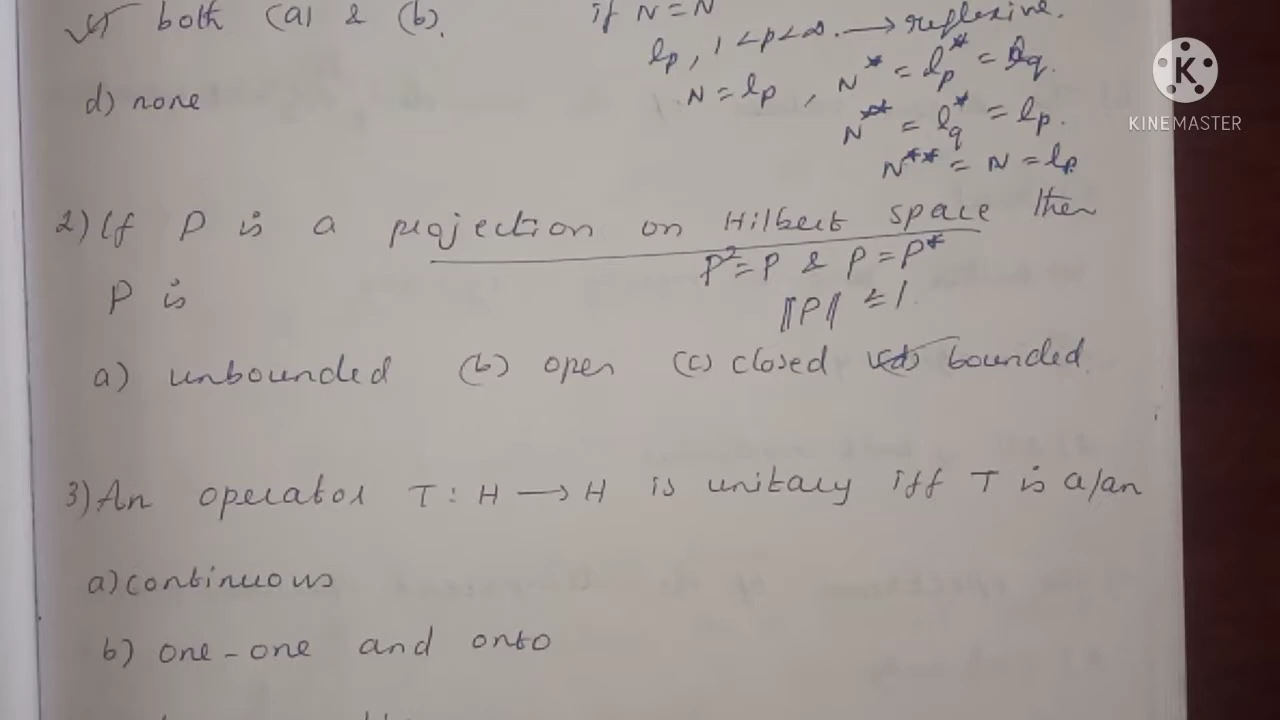 c) both (a) & (b).
if N = N
lp, 1 < p < ∞. → reflexive.
d) none
N = lp, N* = lp* = lq.
N** = lq* = lp.
N** = N = lp.
KINEMASTER
2) If P is a projection on Hilbert space then
P² = P & P = P*
P is
||P|| ≤ 1.
a) unbounded (b) open (c) closed (d) bounded.
3) An operator T : H → H is unitary iff T is a/an
a) continuous
b) one-one and onto